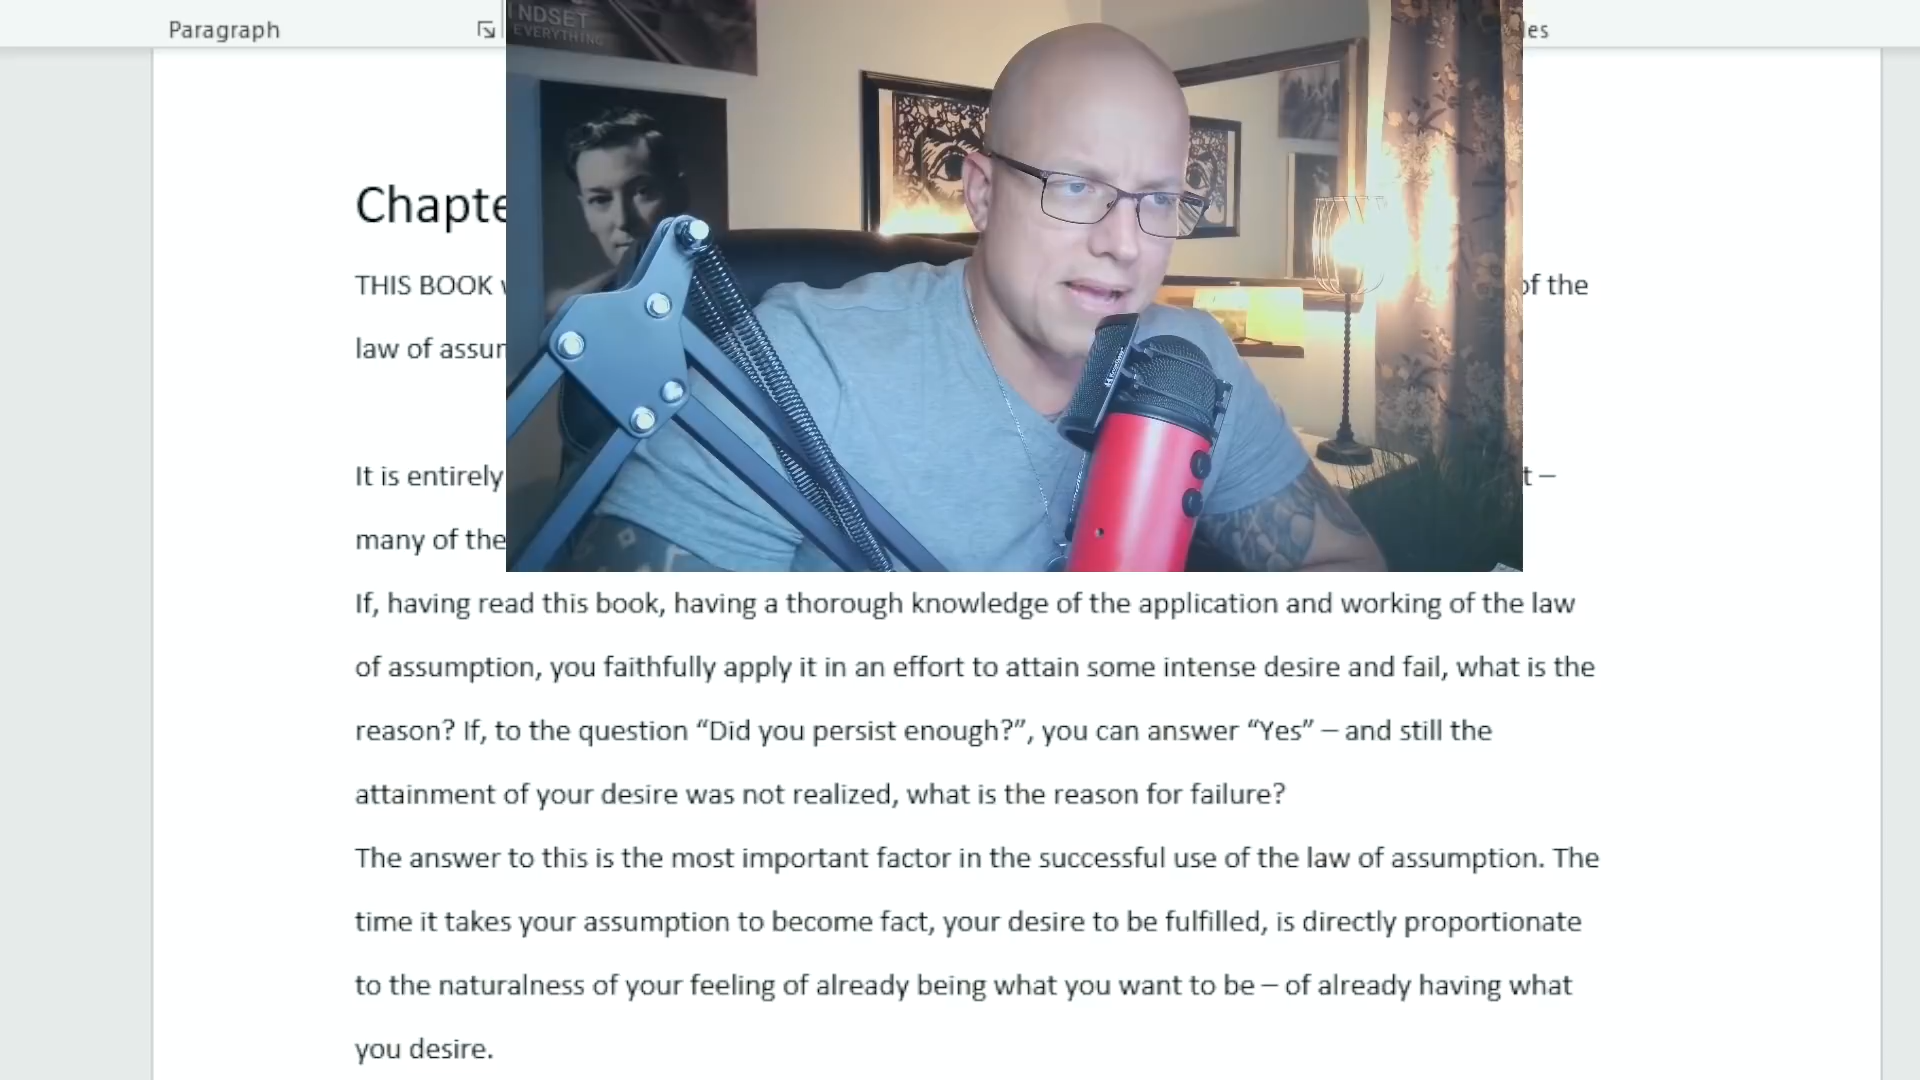 Paragraph
NDSET
EVERYTHING
Chapte
THIS BOOK
of the
law of assum
It is entirely
t –
many of the
If, having read this book, having a thorough knowledge of the application and working of the law
of assumption, you faithfully apply it in an effort to attain some intense desire and fail, what is the
reason? If, to the question “Did you persist enough?”, you can answer “Yes” – and still the
attainment of your desire was not realized, what is the reason for failure?
The answer to this is the most important factor in the successful use of the law of assumption. The
time it takes your assumption to become fact, your desire to be fulfilled, is directly proportionate
to the naturalness of your feeling of already being what you want to be – of already having what
you desire.